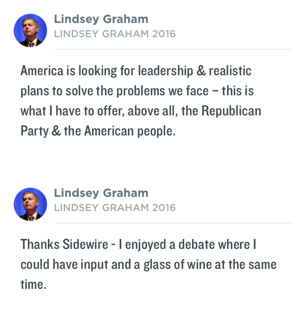 Lindsey Graham
LINDSEY GRAHAM 2016
America is looking for leadership & realistic
plans to solve the problems we face – this is
what I have to offer, above all, the Republican
Party & the American people.
Lindsey Graham
LINDSEY GRAHAM 2016
Thanks Sidewire - I enjoyed a debate where I
could have input and a glass of wine at the same
time.